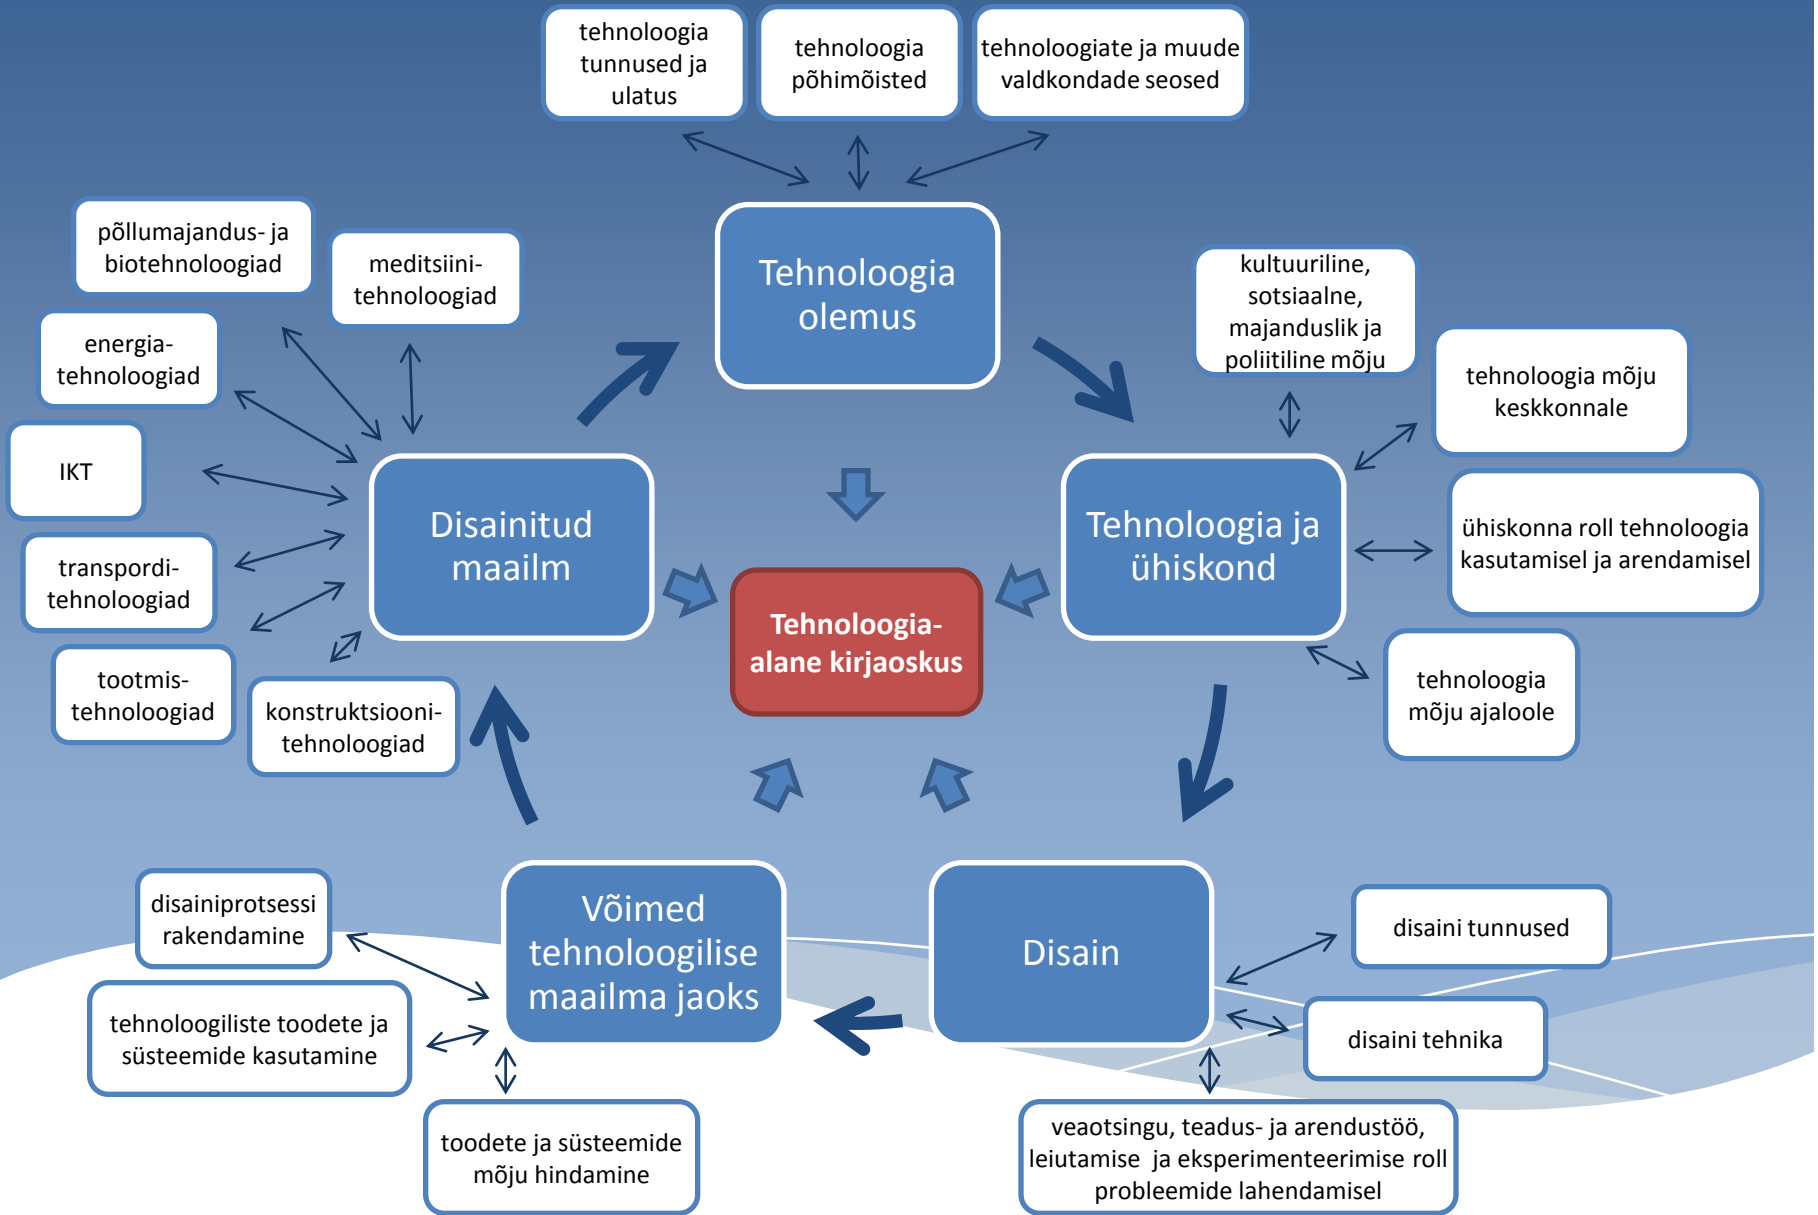 tehnoloogia
tunnused ja
ulatus
tehnoloogia
põhimõisted
tehnoloogiate ja muude
valdkondade seosed
põllumajandus- ja
biotehnoloogiad
meditsiini-
tehnoloogiad
Tehnoloogia
olemus
kultuuriline,
sotsiaalne,
majanduslik ja
poliitiline mõju
energia-
tehnoloogiad
tehnoloogia mõju
keskkonnale
IKT
Disainitud
maailm
Tehnoloogia ja
ühiskond
ühiskonna roll tehnoloogia
kasutamisel ja arendamisel
transpordi-
tehnoloogiad
Tehnoloogia-
alane kirjaoskus
tootmis-
tehnoloogiad
konstruktsiooni-
tehnoloogiad
tehnoloogia
mõju ajaloole
disainiprotsessi
rakendamine
Võimed
tehnoloogilise
maailma jaoks
Disain
disaini tunnused
tehnoloogiliste toodete ja
süsteemide kasutamine
disaini tehnika
toodete ja süsteemide
mõju hindamine
veaotsingu, teadus- ja arendustöö,
leiutamise  ja eksperimenteerimise roll
probleemide lahendamisel